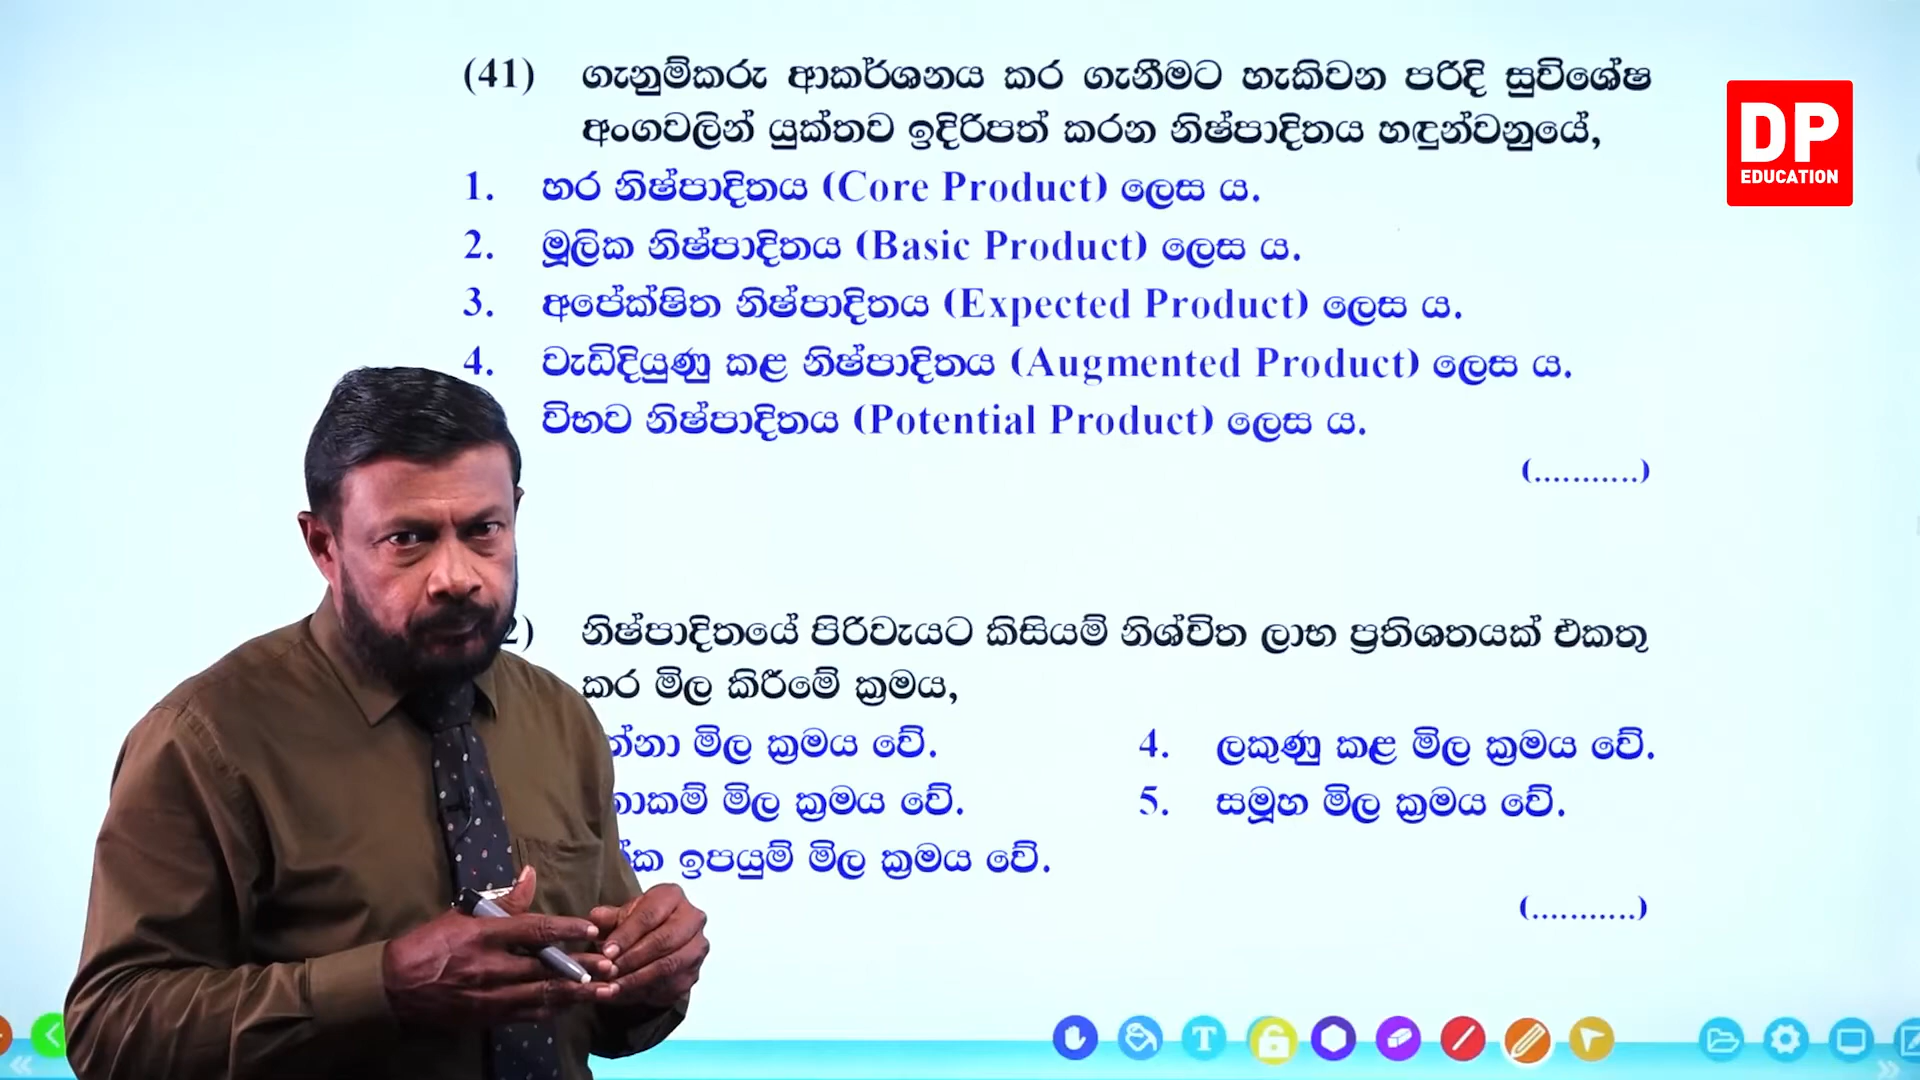 (41) ගැනුම්කරු ආකර්ශනය කර ගැනීමට හැකිවන පරිදි සුවිශේෂ
අංගවලින් යුක්තව ඉදිරිපත් කරන නිෂ්පාදිතය හඳුන්වනුයේ,
1. හර නිෂ්පාදිතය (Core Product) ලෙස ය.
2. මූලික නිෂ්පාදිතය (Basic Product) ලෙස ය.
3. අපේක්ෂිත නිෂ්පාදිතය (Expected Product) ලෙස ය.
4. වැඩිදියුණු කළ නිෂ්පාදිතය (Augmented Product) ලෙස ය.
විභව නිෂ්පාදිතය (Potential Product) ලෙස ය.
(...........)
DP
EDUCATION
2) නිෂ්පාදිතයේ පිරිවැයට කිසියම් නිශ්චිත ලාභ ප්‍රතිශතයක් එකතු
කර මිල කිරීමේ ක්‍රමය,
මිල ක්‍රමය වේ. 4. ලකුණු කළ මිල ක්‍රමය වේ.
මිල ක්‍රමය වේ. 5. සමූහ මිල ක්‍රමය වේ.
ඉපයුම් මිල ක්‍රමය වේ.
(...........)